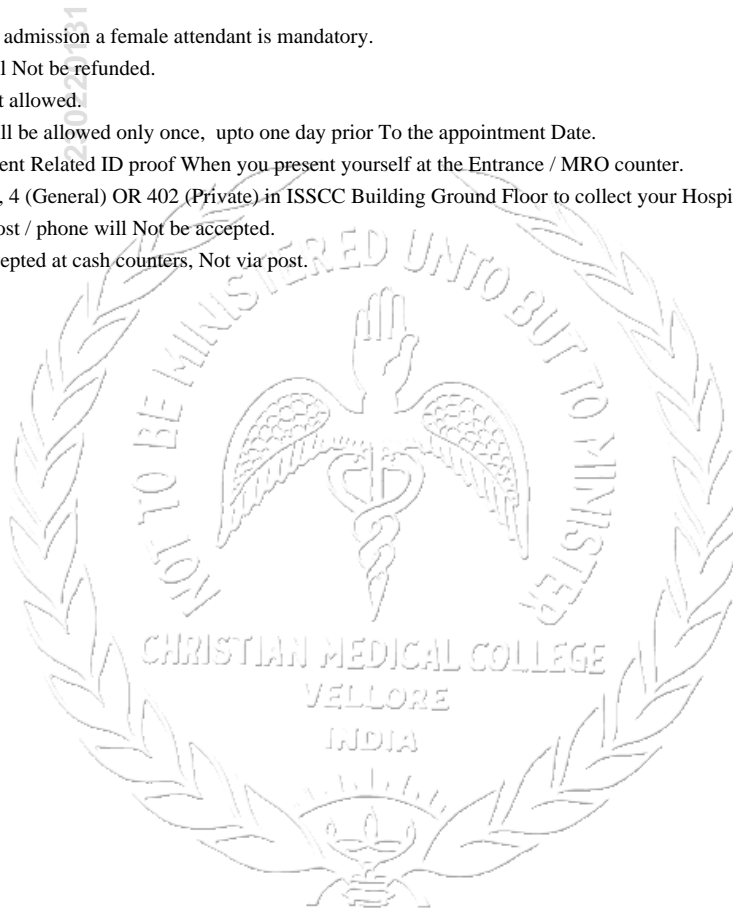 admission a female attendant is mandatory.
l Not be refunded.
t allowed.
ll be allowed only once, upto one day prior To the appointment Date.
ent Related ID proof When you present yourself at the Entrance / MRO counter.
, 4 (General) OR 402 (Private) in ISSCC Building Ground Floor to collect your Hospi
ost / phone will Not be accepted.
epted at cash counters, Not via post.
230220131
NOT TO BE MINISTERED UNTO BUT TO MINISTER
CHRISTIAN MEDICAL COLLEGE
VELLORE
INDIA